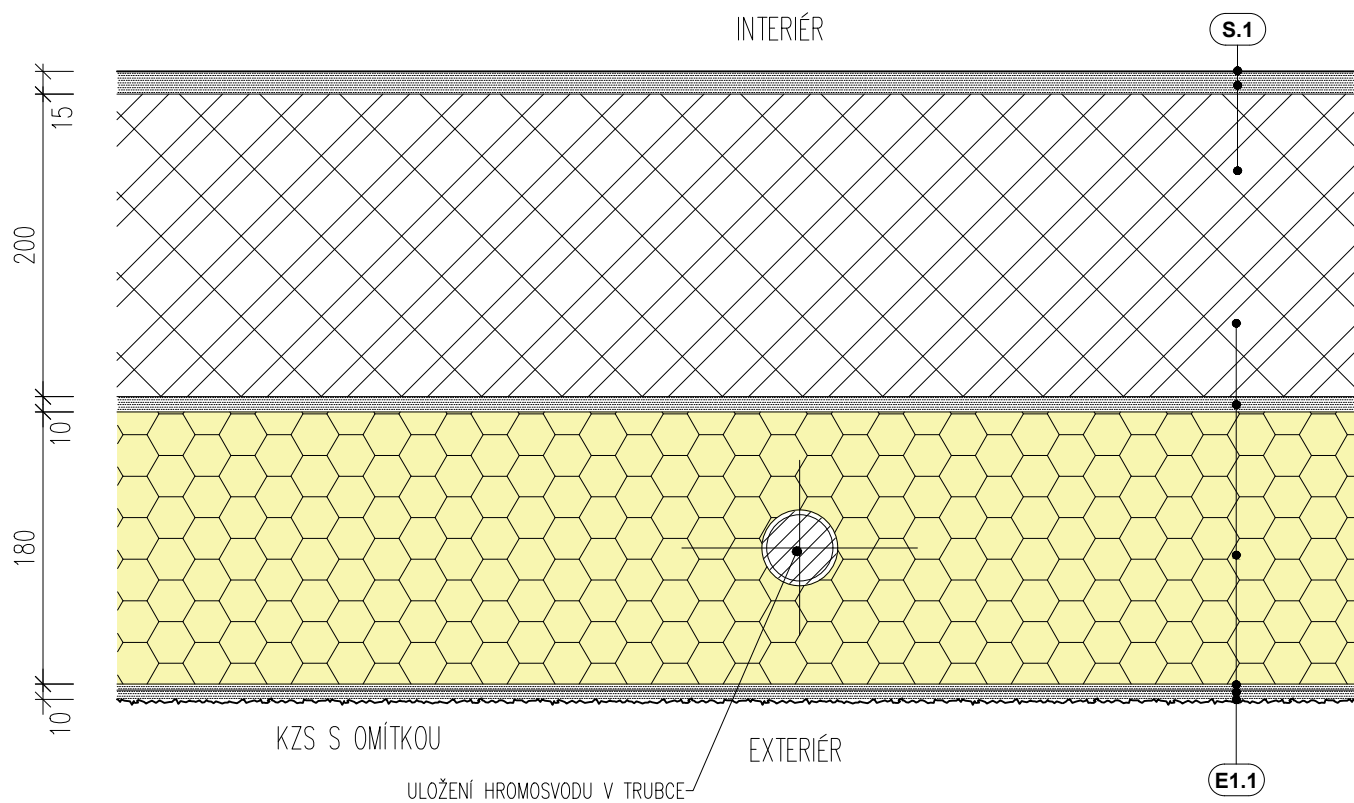 INTERIÉR
S.1
15
200
10
180
10
KZS S OMÍTKOU
EXTERIÉR
ULOŽENÍ HROMOSVODU V TRUBCE
E1.1